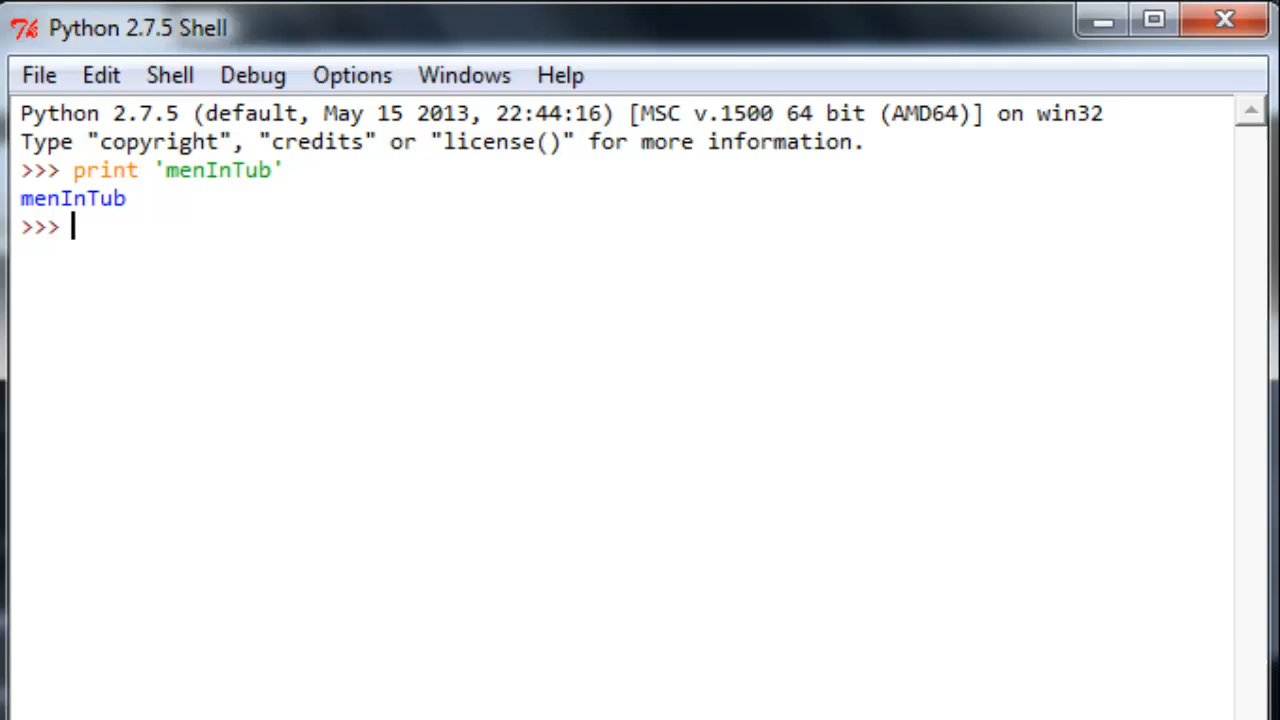 Python 2.7.5 Shell
File Edit Shell Debug Options Windows Help
Python 2.7.5 (default, May 15 2013, 22:44:16) [MSC v.1500 64 bit (AMD64)] on win32
Type "copyright", "credits" or "license()" for more information.
>>> print 'menInTub'
menInTub
>>>